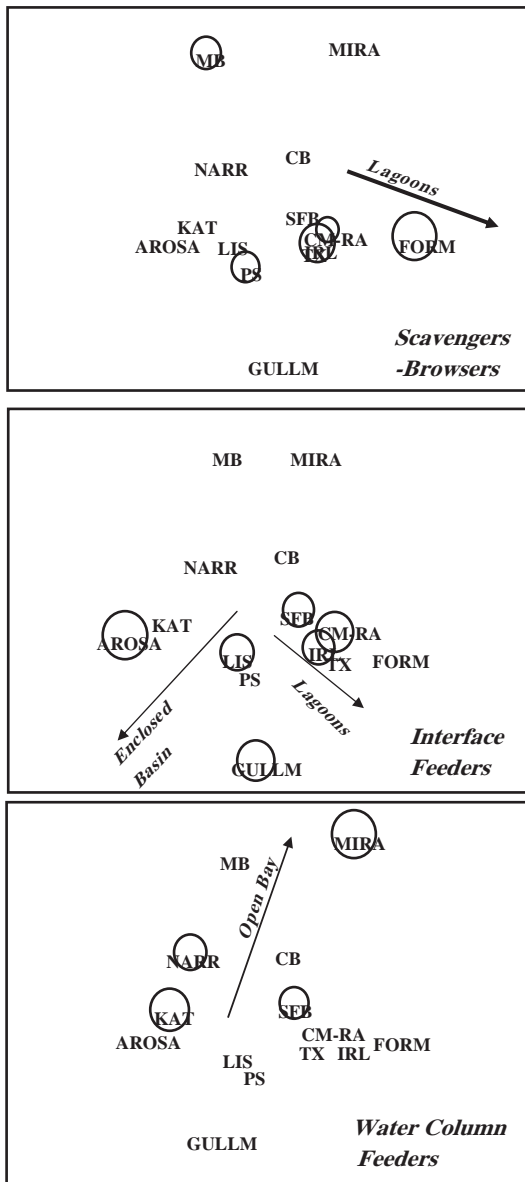 MB
MIRA
CB
NARR
Lagoons
SFB
KAT
CM-RA
AROSA
LIS
IRL
FORM
TX
PS
Scavengers
-Browsers
GULLM
MB
MIRA
CB
NARR
SFB
KAT
CM-RA
AROSA
IRL
LIS
TX
FORM
PS
Lagoons
Enclosed
Basin
Interface
Feeders
GULLM
MIRA
MB
Open Bay
NARR
CB
SFB
KAT
CM-RA
AROSA
FORM
TX
IRL
LIS
PS
GULLM
Water Column
Feeders